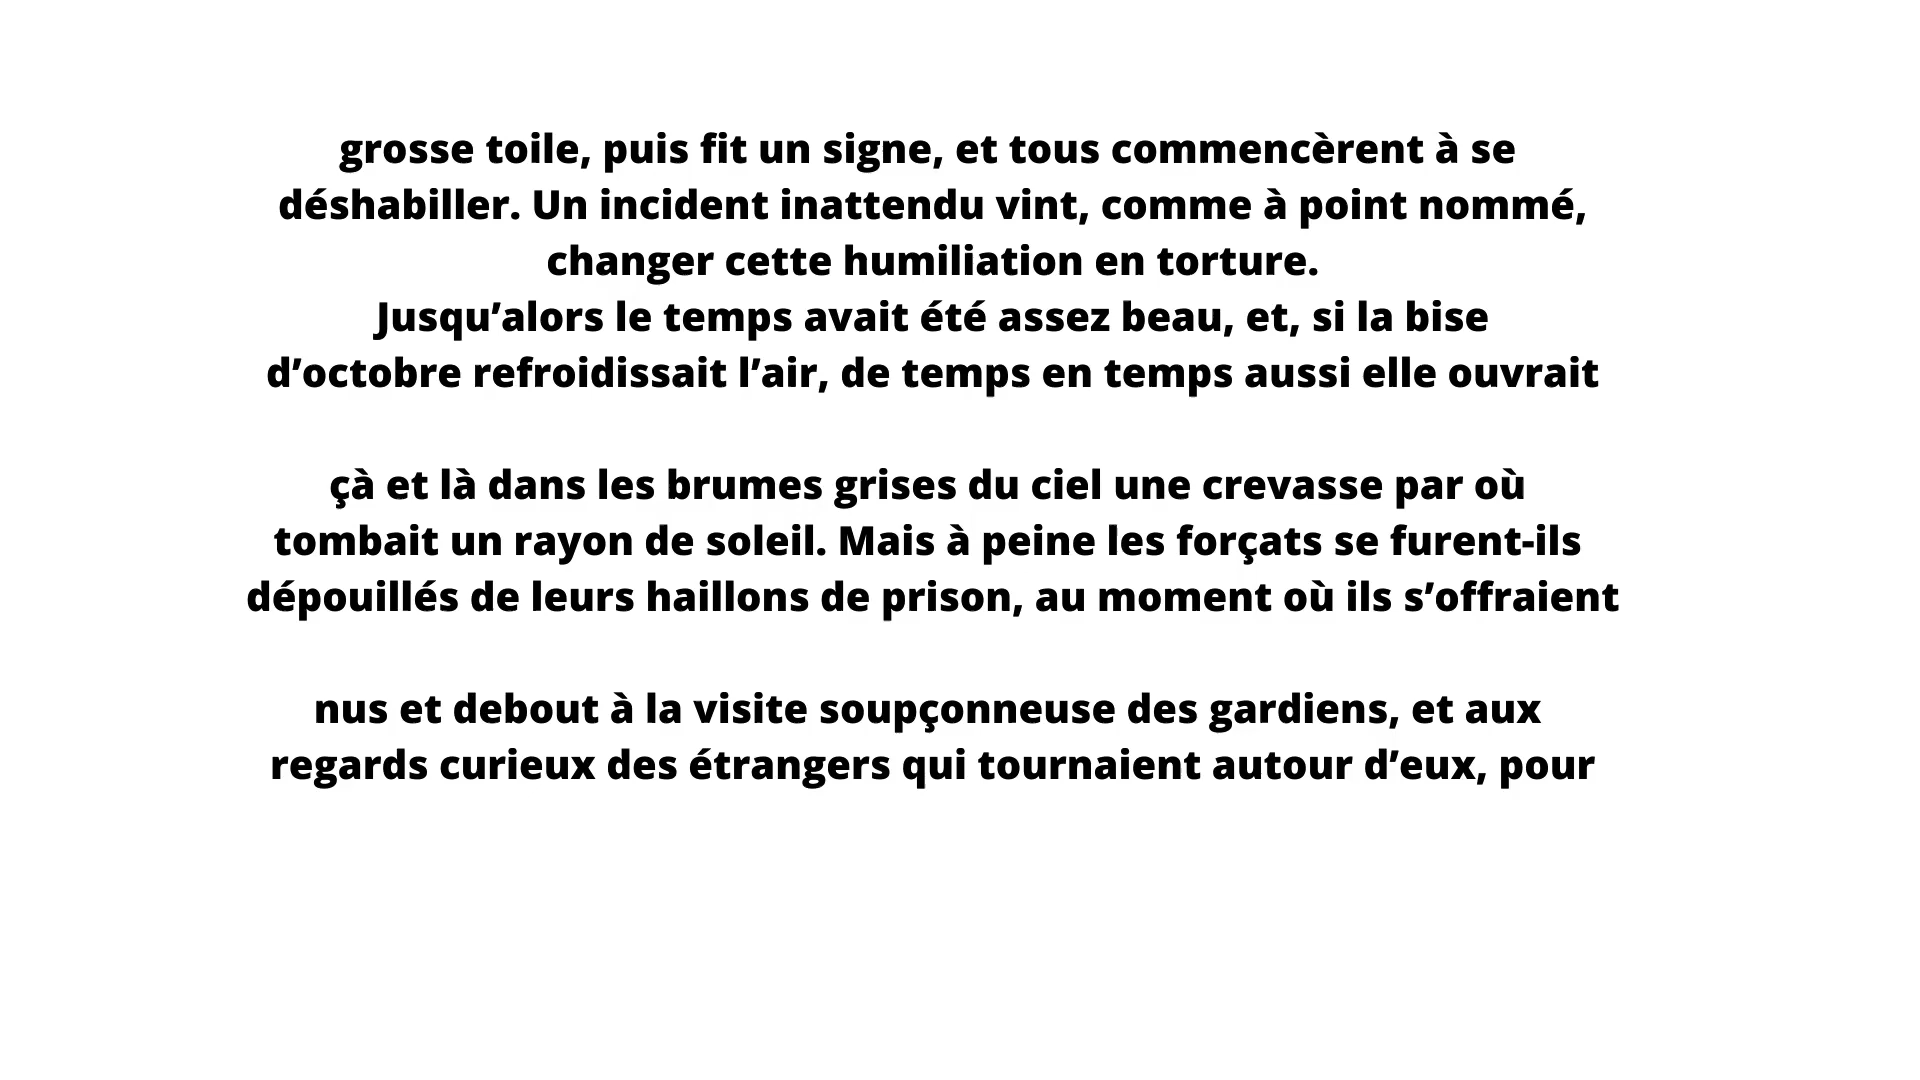 grosse toile, puis fit un signe, et tous commencèrent à se
déshabiller. Un incident inattendu vint, comme à point nommé,
changer cette humiliation en torture.
Jusqu’alors le temps avait été assez beau, et, si la bise
d’octobre refroidissait l’air, de temps en temps aussi elle ouvrait
çà et là dans les brumes grises du ciel une crevasse par où
tombait un rayon de soleil. Mais à peine les forçats se furent-ils
dépouillés de leurs haillons de prison, au moment où ils s’offraient
nus et debout à la visite soupçonneuse des gardiens, et aux
regards curieux des étrangers qui tournaient autour d’eux, pour